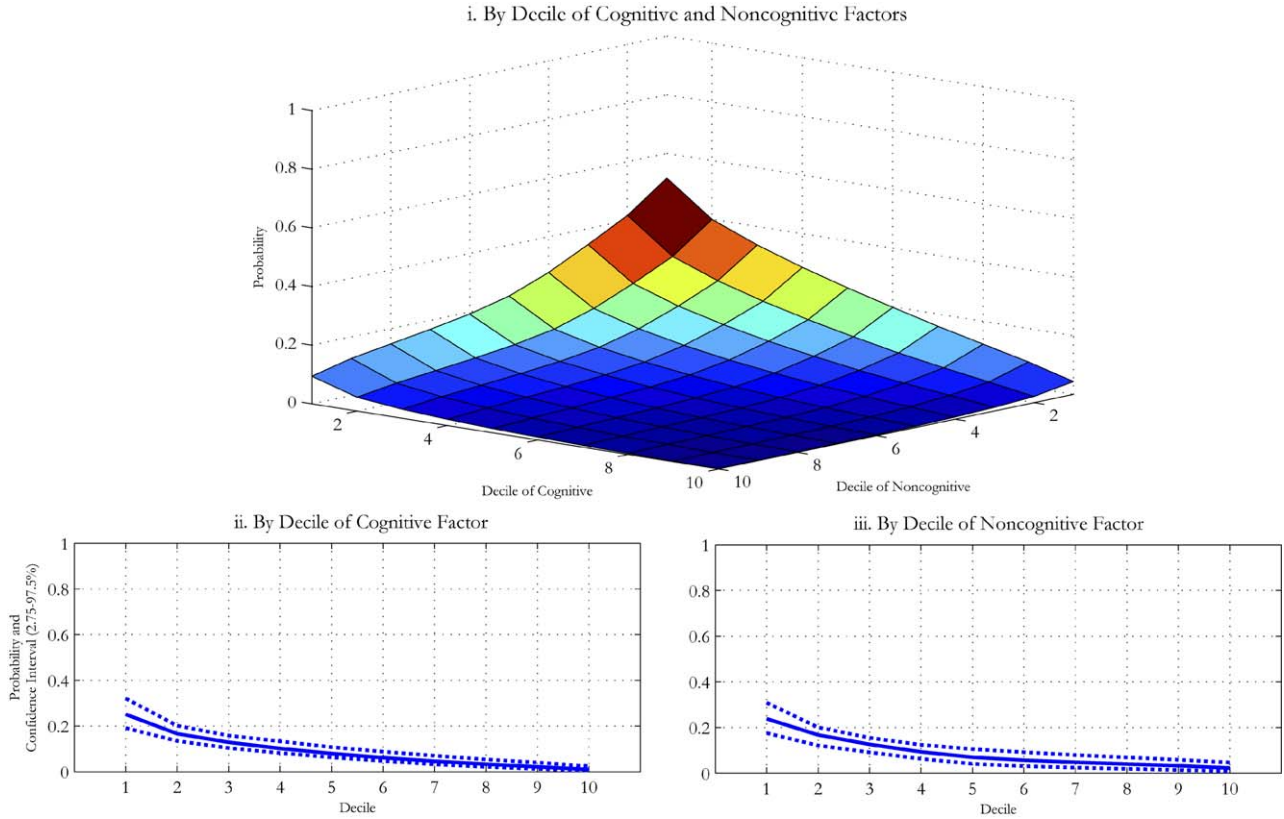 i. By Decile of Cognitive and Noncognitive Factors
1
0.8
0.6
0.4
0.2
0
Probability
2
4
6
8
10
Decile of Cognitive
10
8
6
4
2
Decile of Noncognitive
ii. By Decile of Cognitive Factor
Probability and
Confidence Interval (2.75-97.5%)
1
0.8
0.6
0.4
0.2
0
1 2 3 4 5 6 7 8 9 10
Decile
iii. By Decile of Noncognitive Factor
1
0.8
0.6
0.4
0.2
0
1 2 3 4 5 6 7 8 9 10
Decile